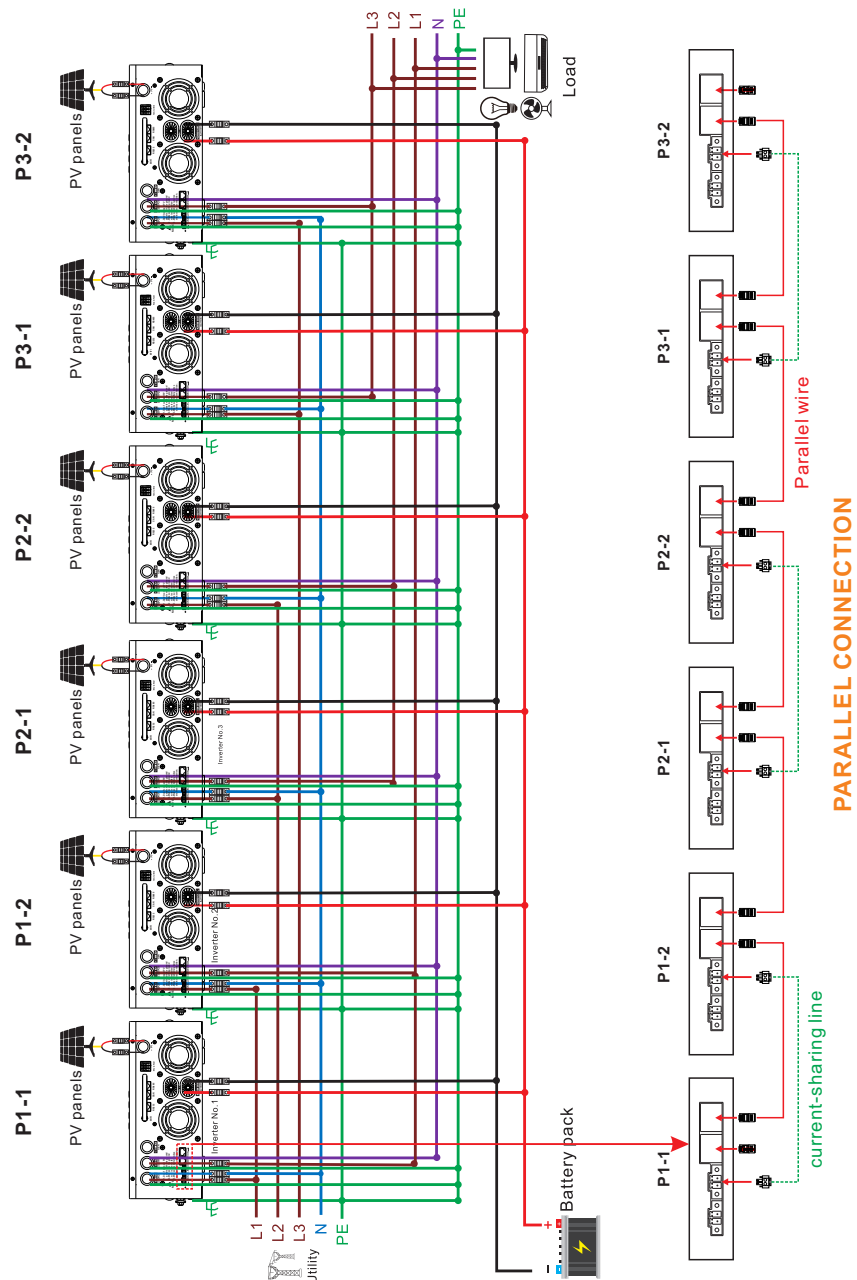 P1-1
P1-2
P2-1
P2-2
P3-1
P3-2
PV panels
PV panels
PV panels
PV panels
PV panels
PV panels
Inverter No.1
Inverter No.2
Inverter No.3
L1
L2
L3
N
PE
Utility
L3
L2
L1
N
PE
Load
+
−
Battery pack
P1-1
P1-2
P2-1
P2-2
P3-1
P3-2
Parallel wire
current-sharing line
PARALLEL CONNECTION